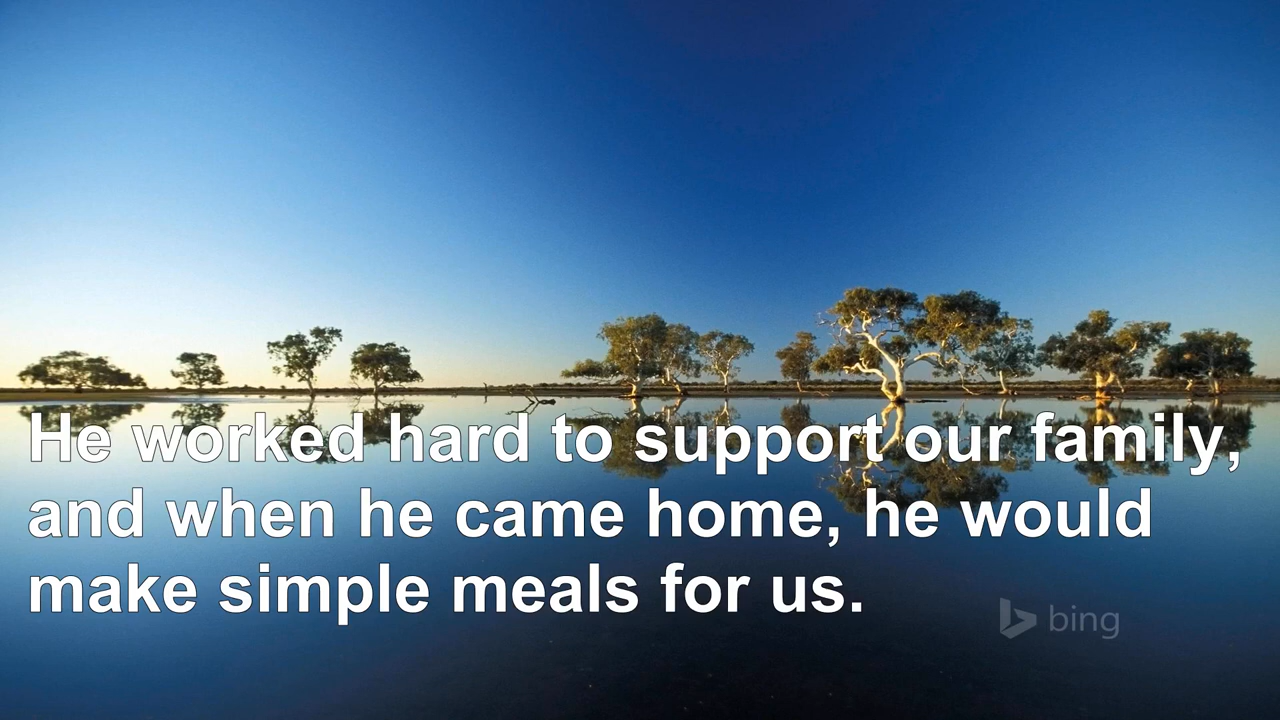 He worked hard to support our family,
and when he came home, he would
make simple meals for us.
bing